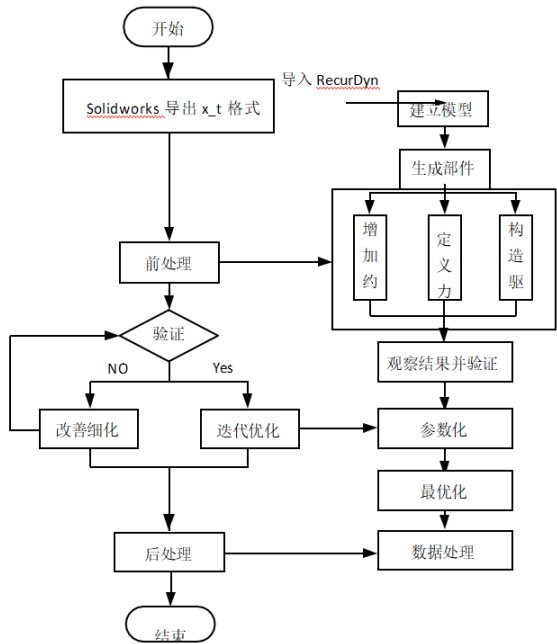 开始
导入 RecurDyn
Solidworks 导出 x_t 格式
建立模型
生成部件
增加约
定义力
构造驱
前处理
验证
观察结果并验证
NO
Yes
改善细化
迭代优化
参数化
最优化
后处理
数据处理
结束